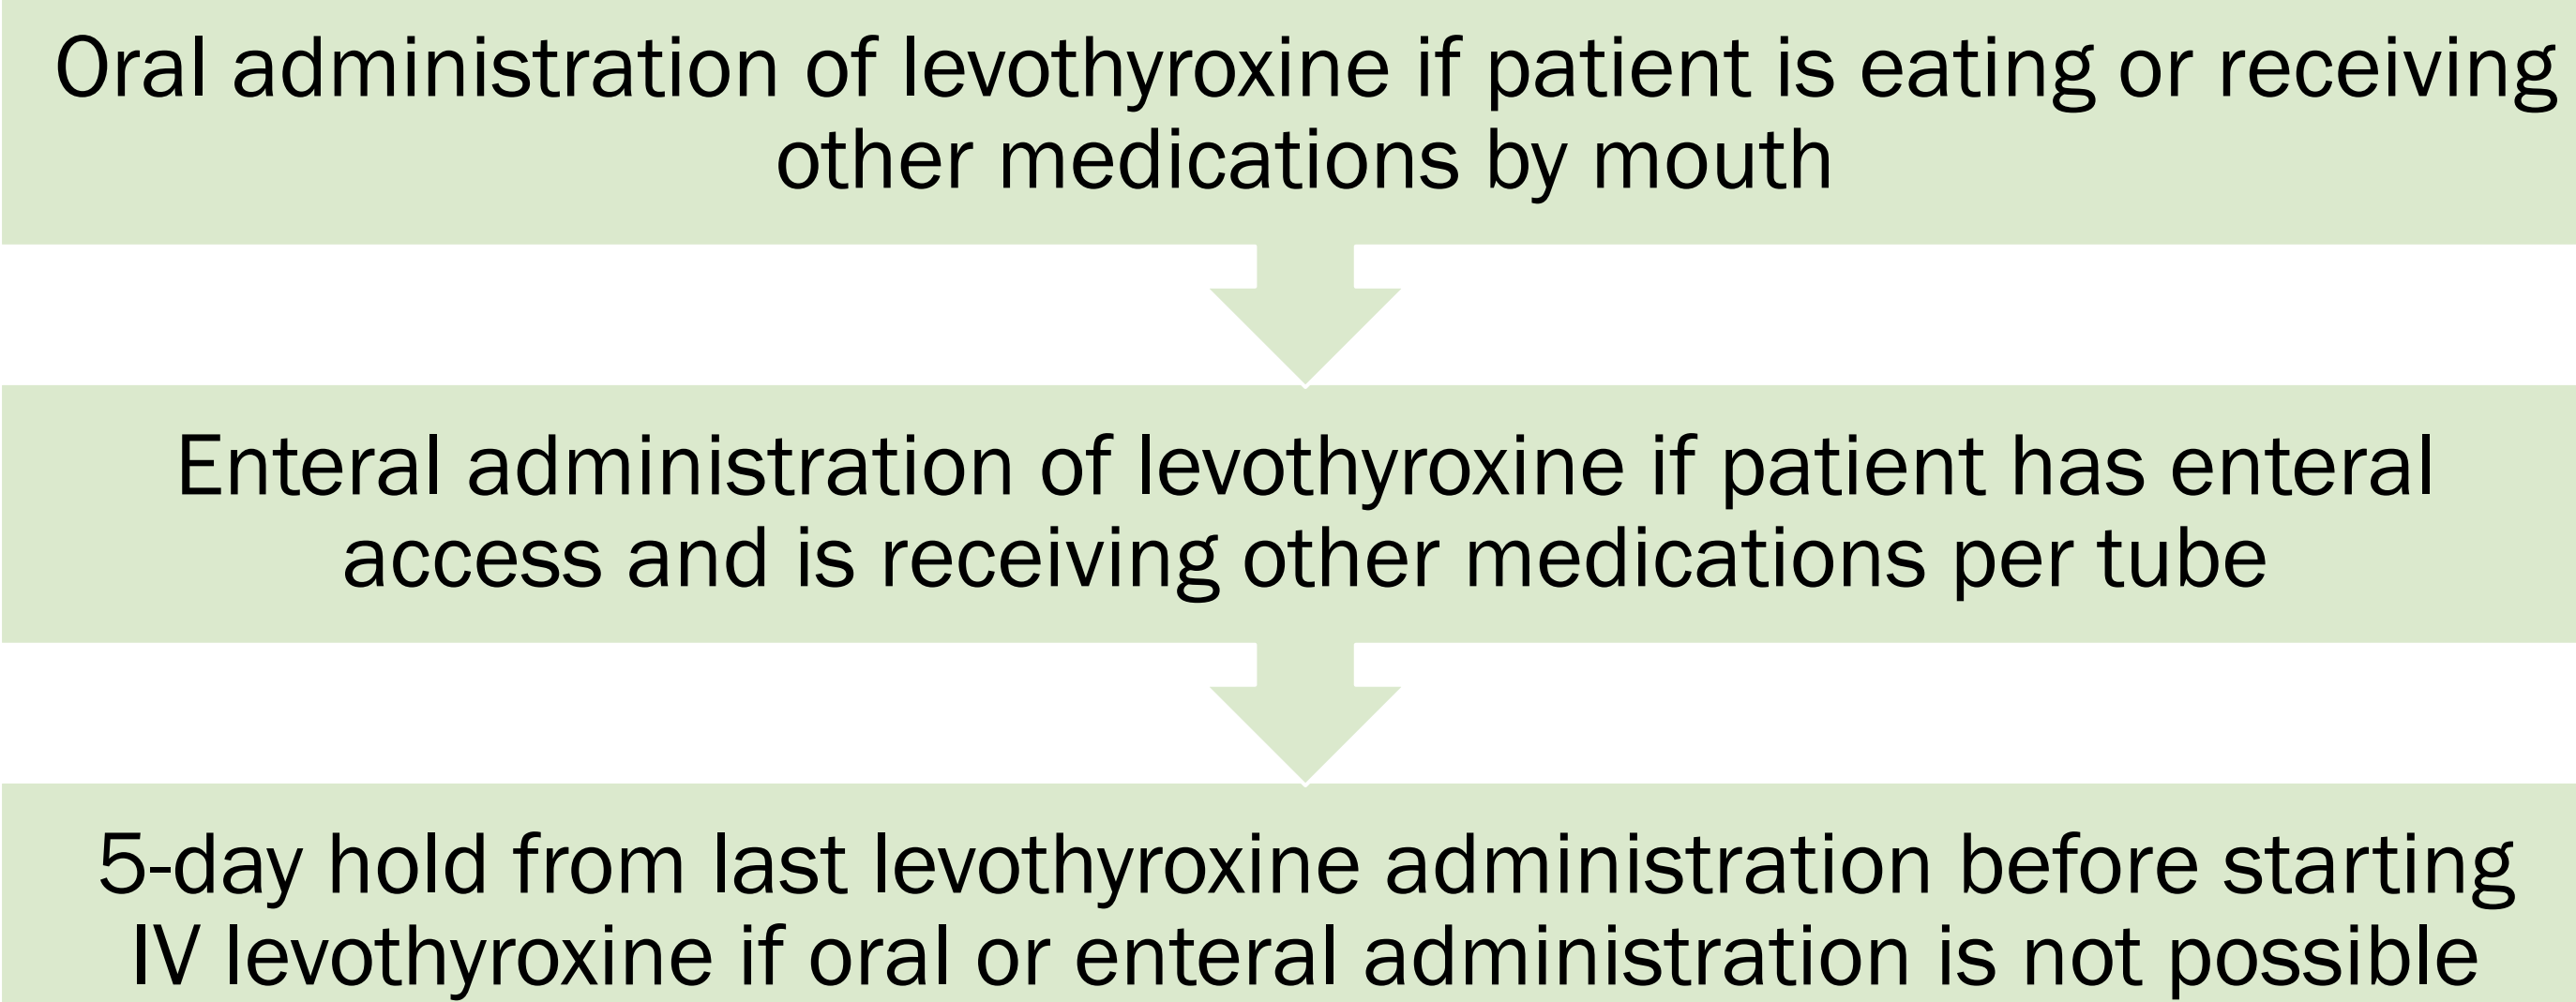 Oral administration of levothyroxine if patient is eating or receiving
other medications by mouth
Enteral administration of levothyroxine if patient has enteral
access and is receiving other medications per tube
5-day hold from last levothyroxine administration before starting
IV levothyroxine if oral or enteral administration is not possible